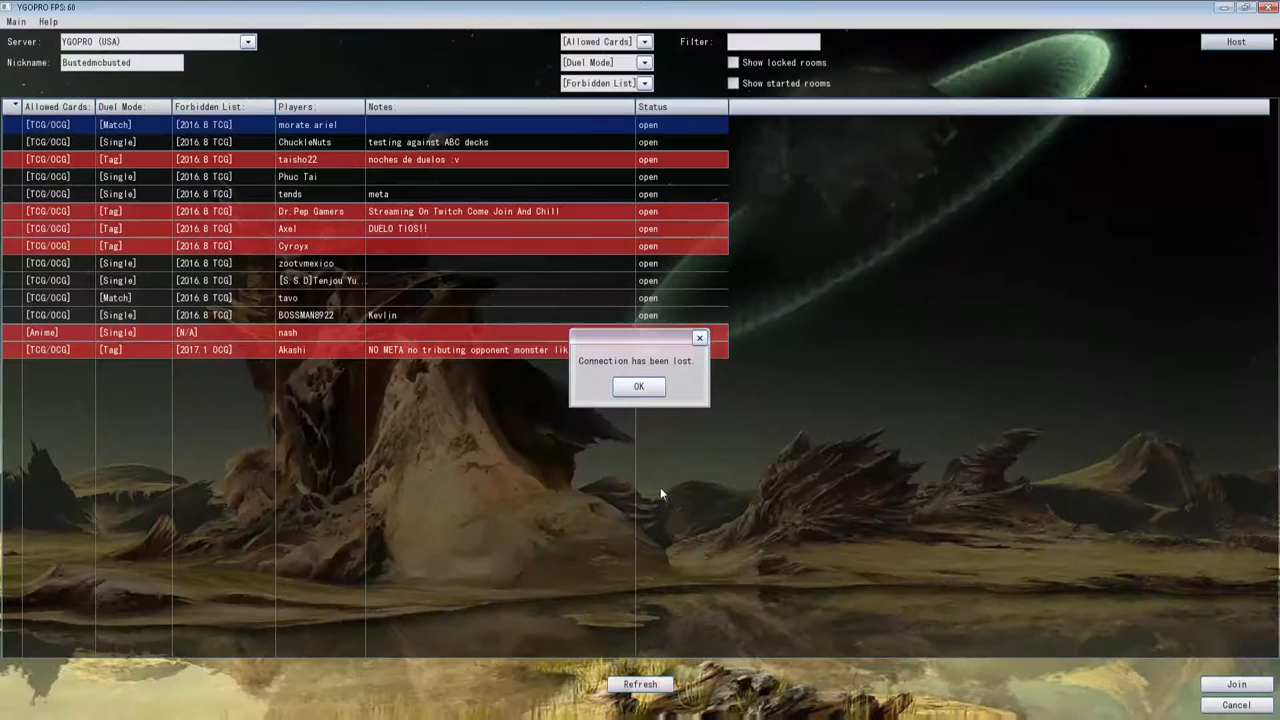 YGOPRO FPS: 60
Main Help
Server: YGOPRO (USA) [Allowed Cards] Filter: Host
Nickname: Bustedmcbusted [Duel Mode] Show locked rooms
[Forbidden List] Show started rooms
Allowed Cards: Duel Mode: Forbidden List: Players: Notes: Status
[TCG/OCG] [Match] [2016.8 TCG] morate.ariel open
[TCG/OCG] [Single] [2016.8 TCG] ChuckleNuts testing against ABC decks open
[TCG/OCG] [Tag] [2016.8 TCG] taisho22 noches de duelos :v open
[TCG/OCG] [Single] [2016.8 TCG] Phuc Tai open
[TCG/OCG] [Single] [2016.8 TCG] tends meta open
[TCG/OCG] [Tag] [2016.8 TCG] Dr.Pep Gamers Streaming On Twitch Come Join And Chill open
[TCG/OCG] [Tag] [2016.8 TCG] Axel DUELO TIOS!! open
[TCG/OCG] [Tag] [2016.8 TCG] Cyroyx open
[TCG/OCG] [Single] [2016.8 TCG] zootvmexico open
[TCG/OCG] [Single] [2016.8 TCG] [S.S.D]Tenjou Yu... open
[TCG/OCG] [Match] [2016.8 TCG] tavo open
[TCG/OCG] [Single] [2016.8 TCG] BOSSMAN8922 Kevlin open
[Anime] [Single] [N/A] nash
[TCG/OCG] [Tag] [2017.1 OCG] Akashi NO META no tributing opponent monster lik
Connection has been lost.
OK
Refresh Join
Cancel